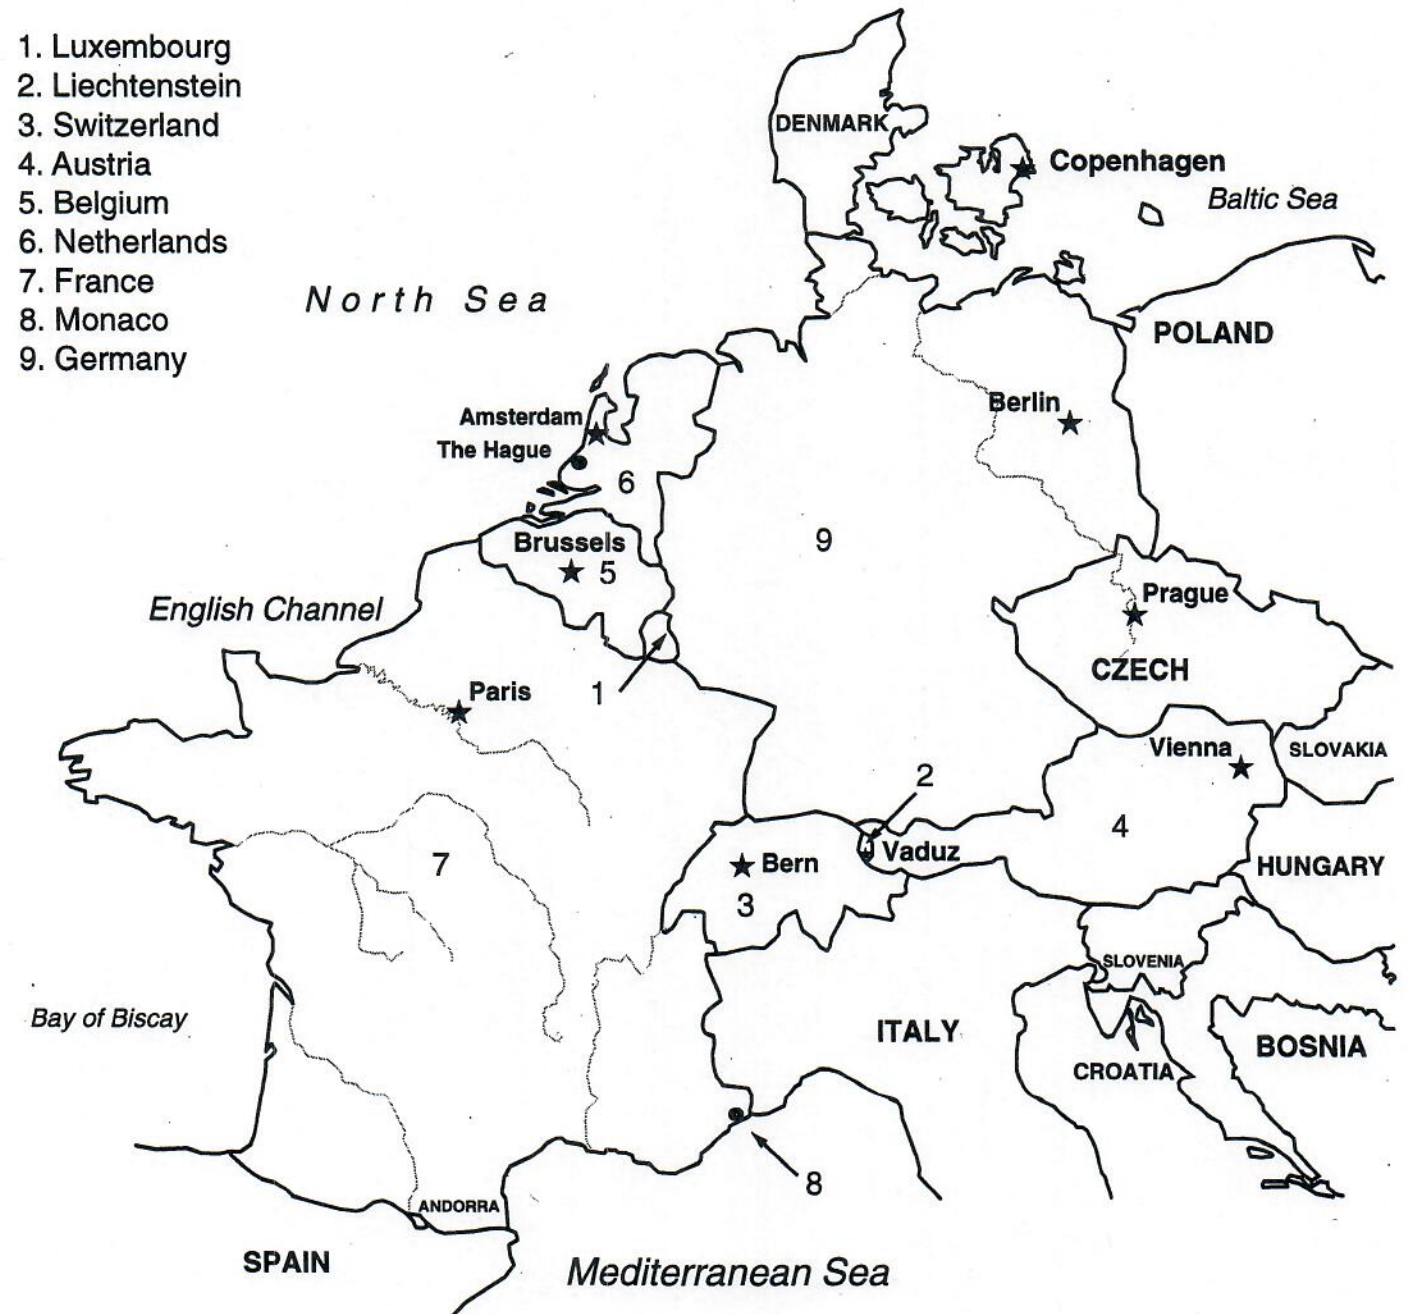 1. Luxembourg
2. Liechtenstein
3. Switzerland
4. Austria
5. Belgium
6. Netherlands
7. France
8. Monaco
9. Germany
DENMARK
Copenhagen
Baltic Sea
North Sea
POLAND
Berlin
Amsterdam
The Hague
6
9
Brussels
5
Prague
English Channel
CZECH
1
Paris
Vienna
SLOVAKIA
2
4
7
Bern
Vaduz
HUNGARY
3
SLOVENIA
Bay of Biscay
ITALY
BOSNIA
CROATIA
8
ANDORRA
SPAIN
Mediterranean Sea